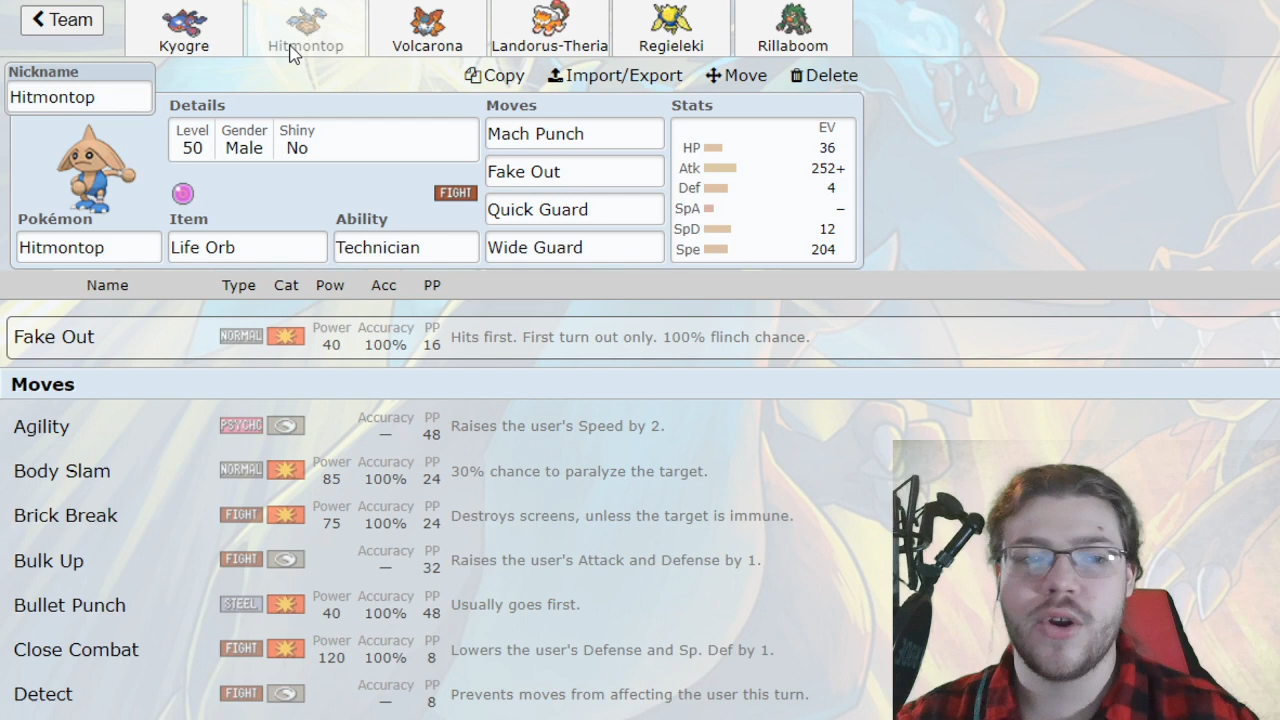 Team
Kyogre
Hitmontop
Volcarona
Landorus-Theria
Regieleki
Rillaboom
Nickname
Hitmontop
Copy
Import/Export
Move
Delete
Details
Level
50
Gender
Male
Shiny
No
FIGHT
Pokémon
Hitmontop
Item
Life Orb
Ability
Technician
Moves
Mach Punch
Fake Out
Quick Guard
Wide Guard
Stats
EV
HP 36
Atk 252+
Def 4
SpA –
SpD 12
Spe 204
Name Type Cat Pow Acc PP
Fake Out NORMAL Power 40 Accuracy 100% PP 16 Hits first. First turn out only. 100% flinch chance.
Moves
Agility PSYCHC Accuracy — PP 48 Raises the user's Speed by 2.
Body Slam NORMAL Power 85 Accuracy 100% PP 24 30% chance to paralyze the target.
Brick Break FIGHT Power 75 Accuracy 100% PP 24 Destroys screens, unless the target is immune.
Bulk Up FIGHT Accuracy — PP 32 Raises the user's Attack and Defense by 1.
Bullet Punch STEEL Power 40 Accuracy 100% PP 48 Usually goes first.
Close Combat FIGHT Power 120 Accuracy 100% PP 8 Lowers the user's Defense and Sp. Def by 1.
Detect FIGHT Accuracy — PP 8 Prevents moves from affecting the user this turn.